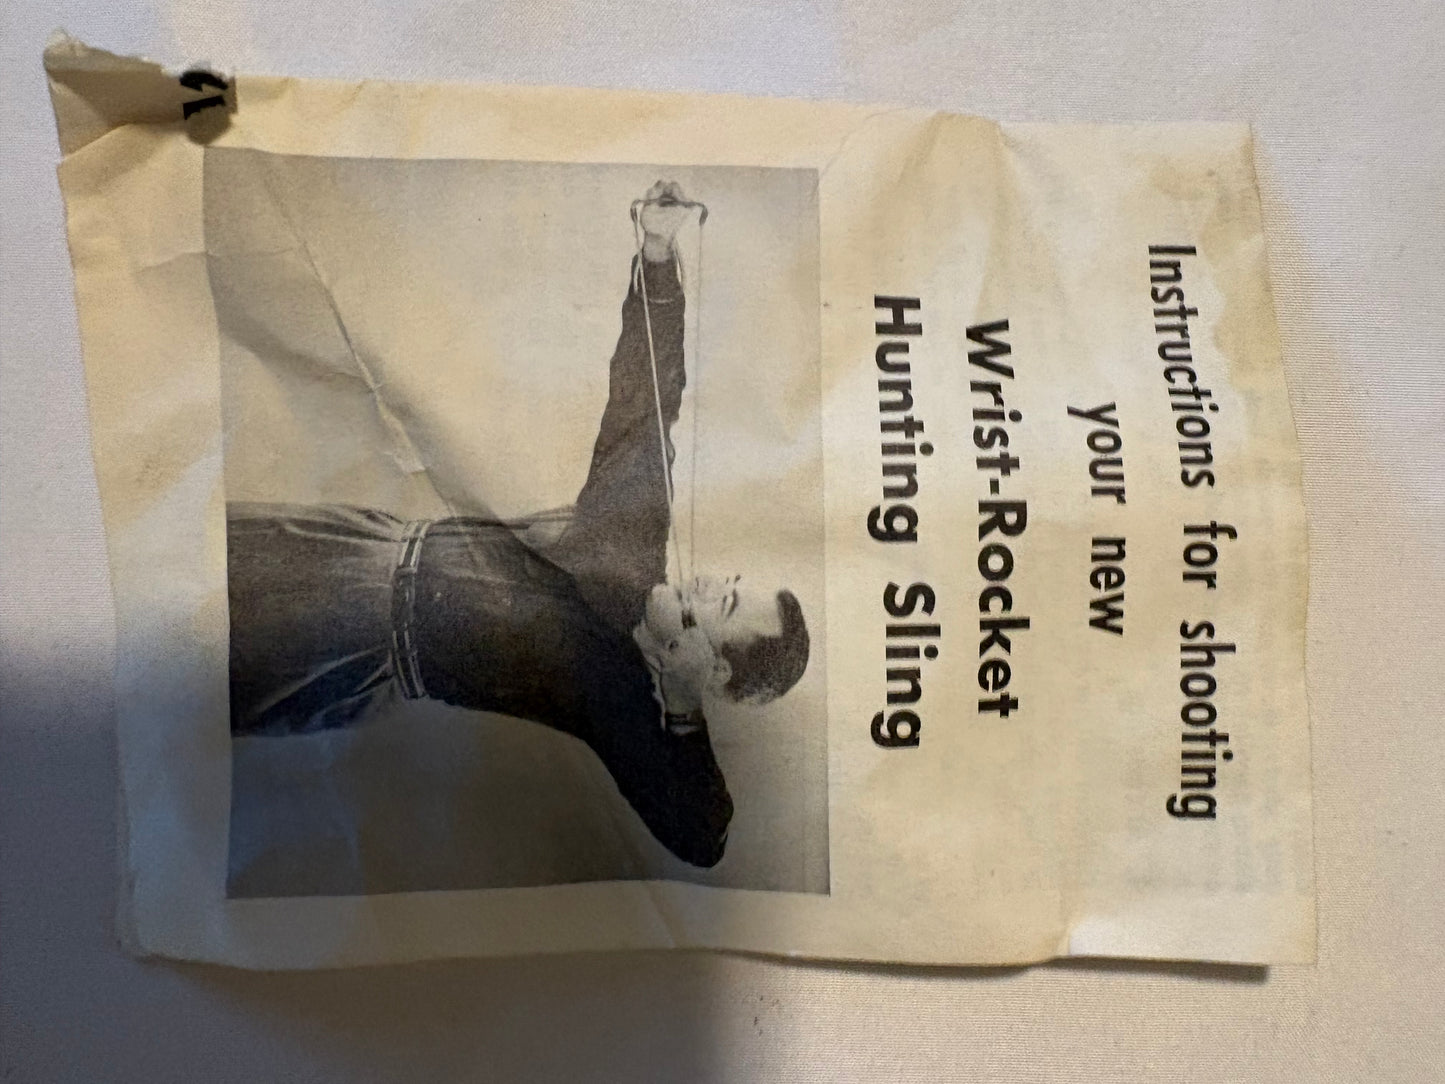 Instructions for shooting
your new
Wrist-Rocket
Hunting Sling